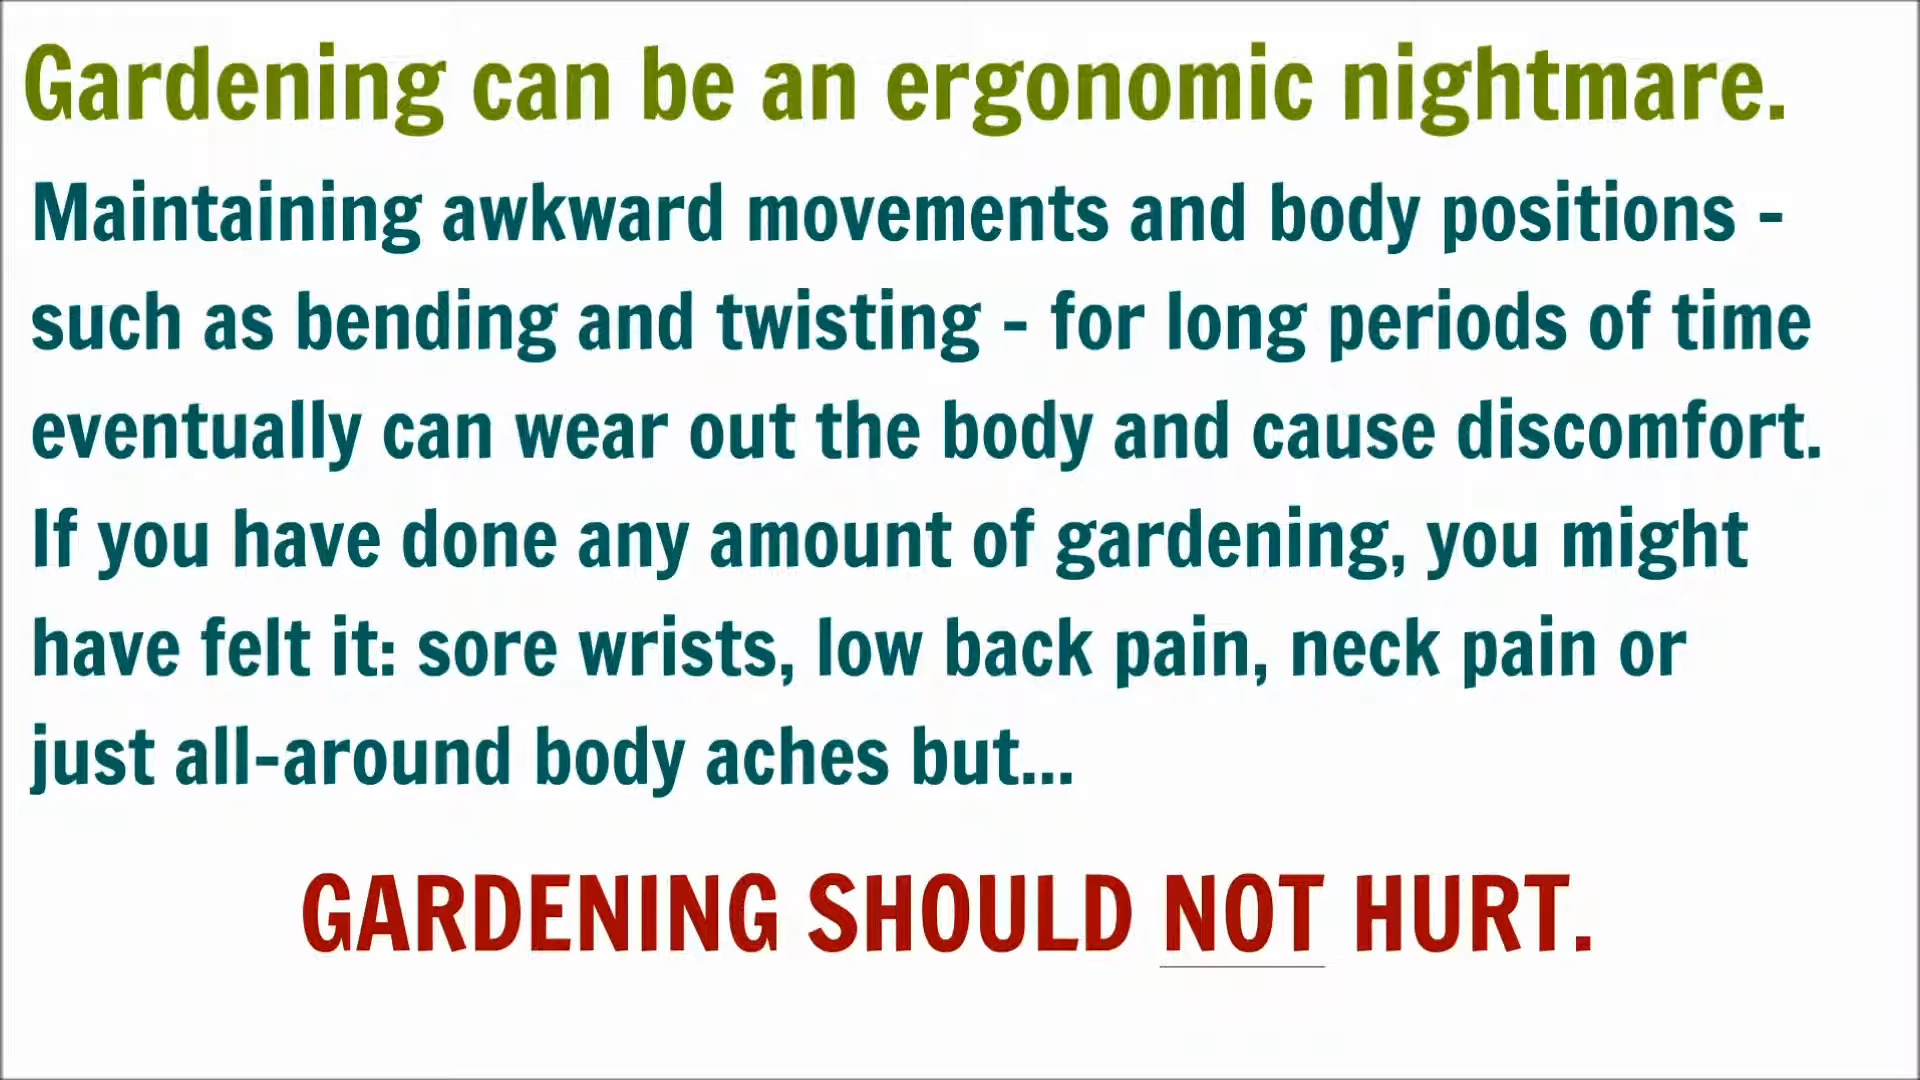 Gardening can be an ergonomic nightmare.
Maintaining awkward movements and body positions -
such as bending and twisting - for long periods of time
eventually can wear out the body and cause discomfort.
If you have done any amount of gardening, you might
have felt it: sore wrists, low back pain, neck pain or
just all-around body aches but...
GARDENING SHOULD NOT HURT.